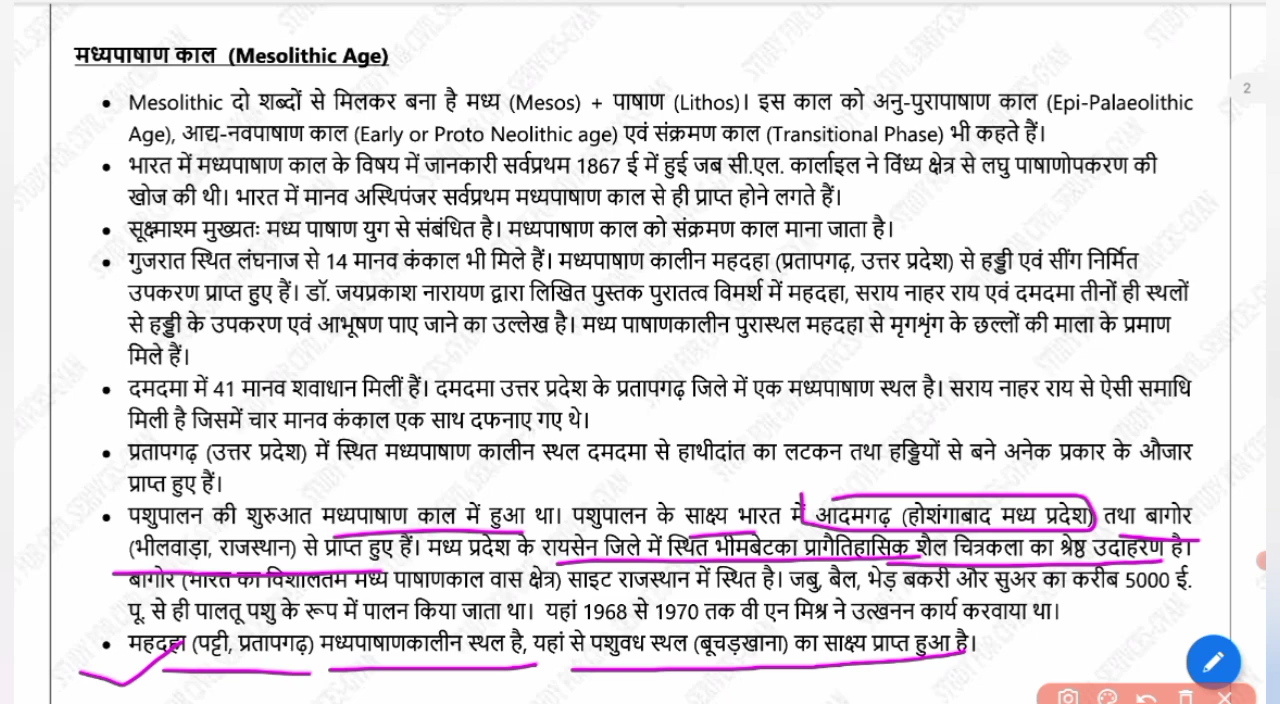 मध्यपाषाण काल (Mesolithic Age)
2
• Mesolithic दो शब्दों से मिलकर बना है मध्य (Mesos) + पाषाण (Lithos)। इस काल को अनु-पुरापाषाण काल (Epi-Palaeolithic
Age), आद्य-नवपाषाण काल (Early or Proto Neolithic age) एवं संक्रमण काल (Transitional Phase) भी कहते हैं।
• भारत में मध्यपाषाण काल के विषय में जानकारी सर्वप्रथम 1867 ई में हुई जब सी.एल. कार्लाइल ने विंध्य क्षेत्र से लघु पाषाणोपकरण की
खोज की थी। भारत में मानव अस्थिपंजर सर्वप्रथम मध्यपाषाण काल से ही प्राप्त होने लगते हैं।
• सूक्ष्माश्म मुख्यतः मध्य पाषाण युग से संबंधित है। मध्यपाषाण काल को संक्रमण काल माना जाता है।
• गुजरात स्थित लंघनाज से 14 मानव कंकाल भी मिले हैं। मध्यपाषाण कालीन महदहा (प्रतापगढ़, उत्तर प्रदेश) से हड्डी एवं सींग निर्मित
उपकरण प्राप्त हुए हैं। डॉ. जयप्रकाश नारायण द्वारा लिखित पुस्तक पुरातत्व विमर्श में महदहा, सराय नाहर राय एवं दमदमा तीनों ही स्थलों
से हड्डी के उपकरण एवं आभूषण पाए जाने का उल्लेख है। मध्य पाषाणकालीन पुरास्थल महदहा से मृगशृंग के छल्लों की माला के प्रमाण
मिले हैं।
• दमदमा में 41 मानव शवाधान मिलीं हैं। दमदमा उत्तर प्रदेश के प्रतापगढ़ जिले में एक मध्यपाषाण स्थल है। सराय नाहर राय से ऐसी समाधि
मिली है जिसमें चार मानव कंकाल एक साथ दफनाए गए थे।
• प्रतापगढ़ (उत्तर प्रदेश) में स्थित मध्यपाषाण कालीन स्थल दमदमा से हाथीदांत का लटकन तथा हड्डियों से बने अनेक प्रकार के औजार
प्राप्त हुए हैं।
• पशुपालन की शुरुआत मध्यपाषाण काल में हुआ था। पशुपालन के साक्ष्य भारत में आदमगढ़ (होशंगाबाद मध्य प्रदेश) तथा बागोर
(भीलवाड़ा, राजस्थान) से प्राप्त हुए हैं। मध्य प्रदेश के रायसेन जिले में स्थित भीमबेटका प्रागैतिहासिक शैल चित्रकला का श्रेष्ठ उदाहरण है।
बागोर (भारत का विशालतम मध्य पाषाणकाल वास क्षेत्र) साइट राजस्थान में स्थित है। जबु, बैल, भेड़ बकरी और सुअर का करीब 5000 ई.
पू. से ही पालतू पशु के रूप में पालन किया जाता था। यहां 1968 से 1970 तक वी एन मिश्र ने उत्खनन कार्य करवाया था।
• महदहा (पट्टी, प्रतापगढ़) मध्यपाषाणकालीन स्थल है, यहां से पशुवध स्थल (बूचड़खाना) का साक्ष्य प्राप्त हुआ है।